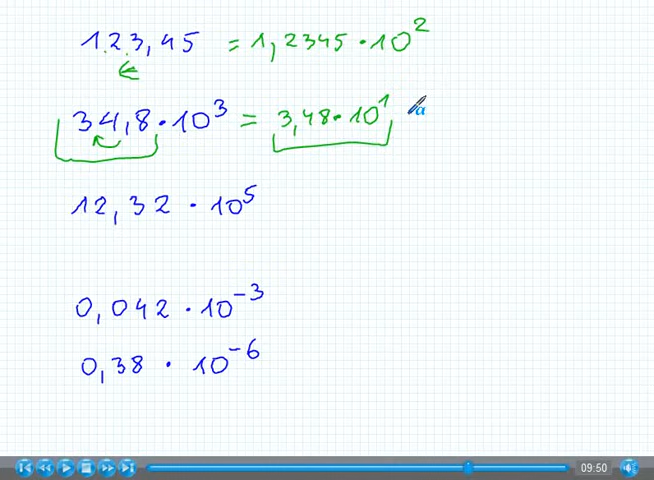 123,45 = 1,2345 · 10²
34,8 · 10³ = 3,48 · 10¹
12,32 · 10⁵
0,042 · 10⁻³
0,38 · 10⁻⁶
09:50